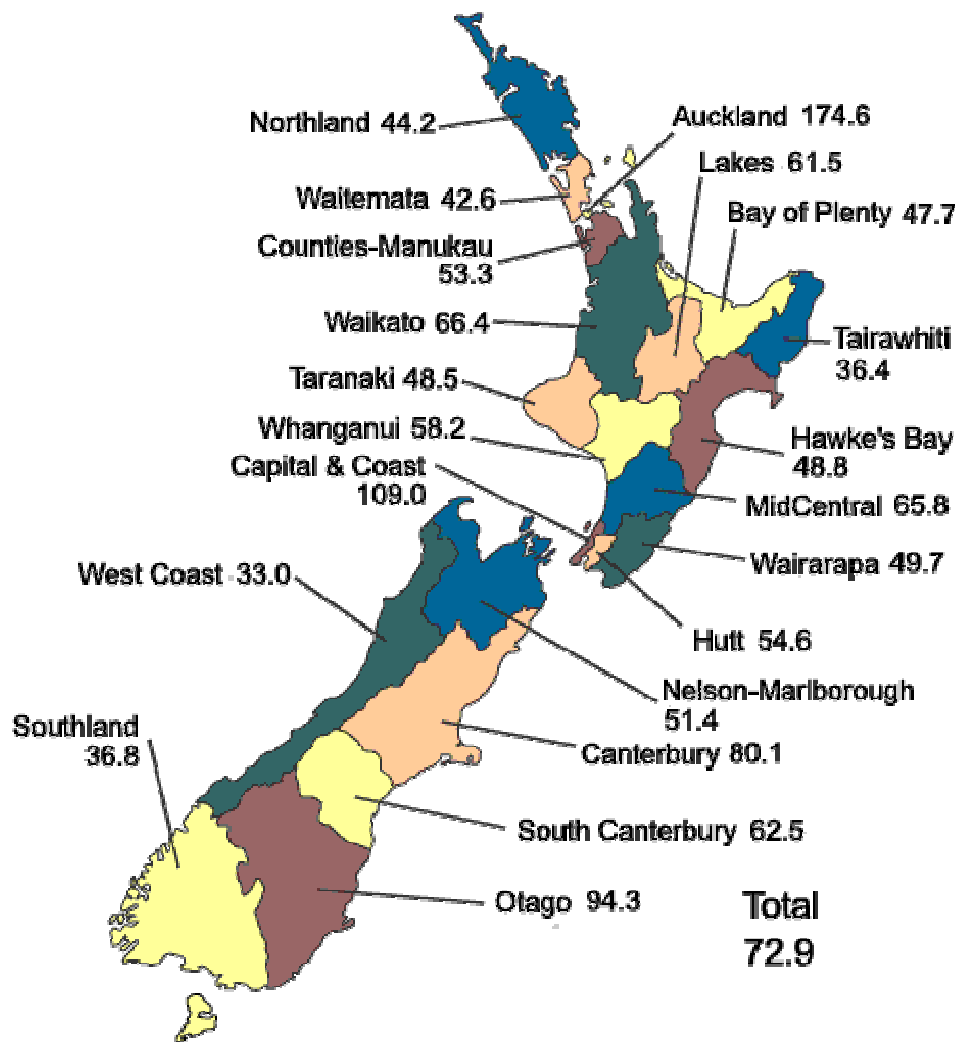 Northland 44.2
Auckland 174.6
Lakes 61.5
Waitemata 42.6
Bay of Plenty 47.7
Counties-Manukau
53.3
Waikato 66.4
Tairawhiti
36.4
Taranaki 48.5
Whanganui 58.2
Hawke's Bay
48.8
Capital & Coast
109.0
MidCentral 65.8
Wairarapa 49.7
West Coast 33.0
Hutt 54.6
Nelson-Marlborough
51.4
Southland
36.8
Canterbury 80.1
South Canterbury 62.5
Otago 94.3
Total
72.9